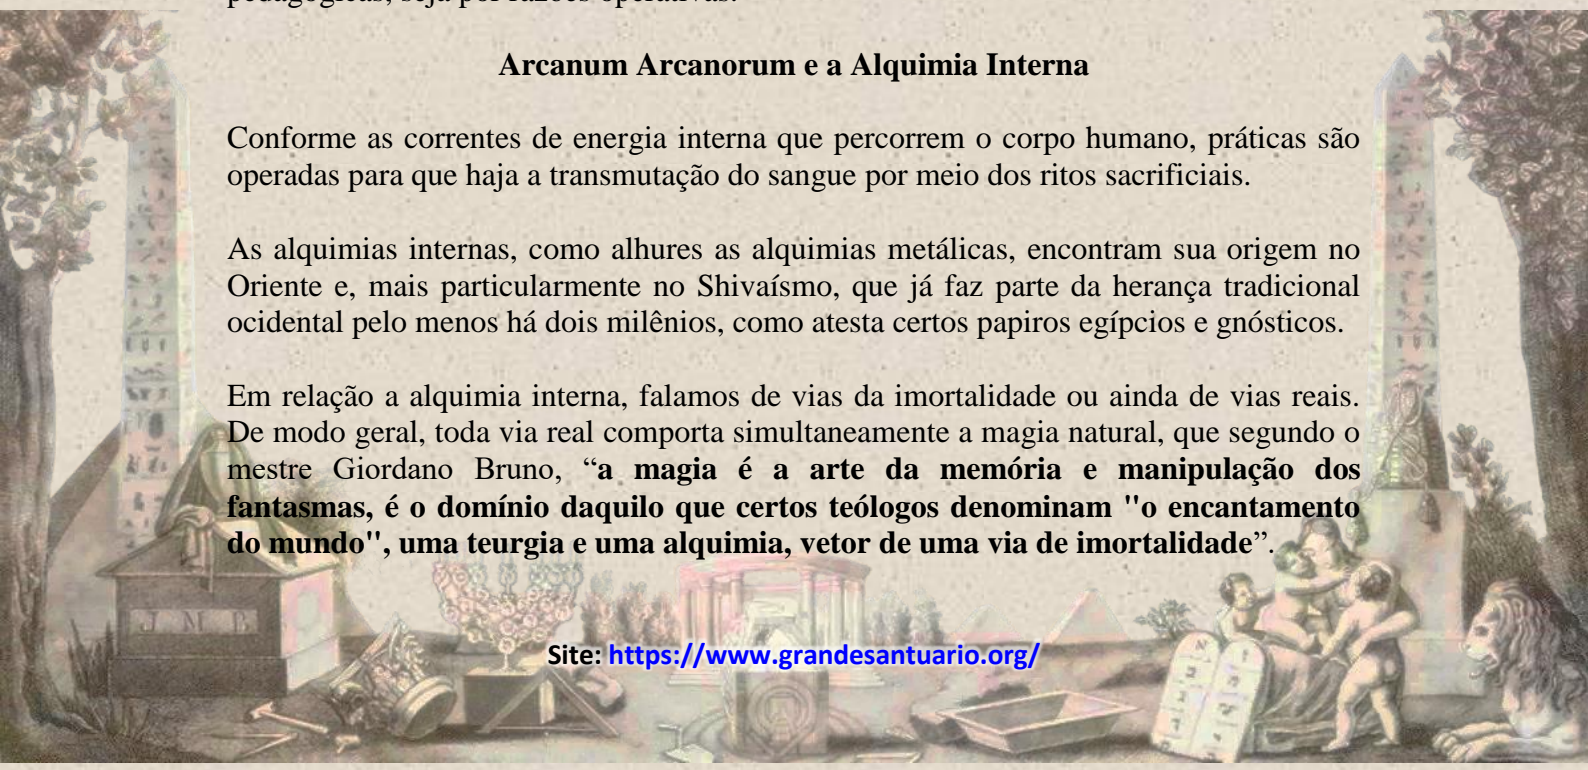 pedagógicas, seja por razões operativas.
Arcanum Arcanorum e a Alquimia Interna
Conforme as correntes de energia interna que percorrem o corpo humano, práticas são
operadas para que haja a transmutação do sangue por meio dos ritos sacrificiais.
As alquimias internas, como alhures as alquimias metálicas, encontram sua origem no
Oriente e, mais particularmente no Shivaísmo, que já faz parte da herança tradicional
ocidental pelo menos há dois milênios, como atesta certos papiros egípcios e gnósticos.
Em relação a alquimia interna, falamos de vias da imortalidade ou ainda de vias reais.
De modo geral, toda via real comporta simultaneamente a magia natural, que segundo o
mestre Giordano Bruno, “a magia é a arte da memória e manipulação dos
fantasmas, é o domínio daquilo que certos teólogos denominam "o encantamento
do mundo", uma teurgia e uma alquimia, vetor de uma via de imortalidade”.
J M B
Site: https://www.grandesantuario.org/